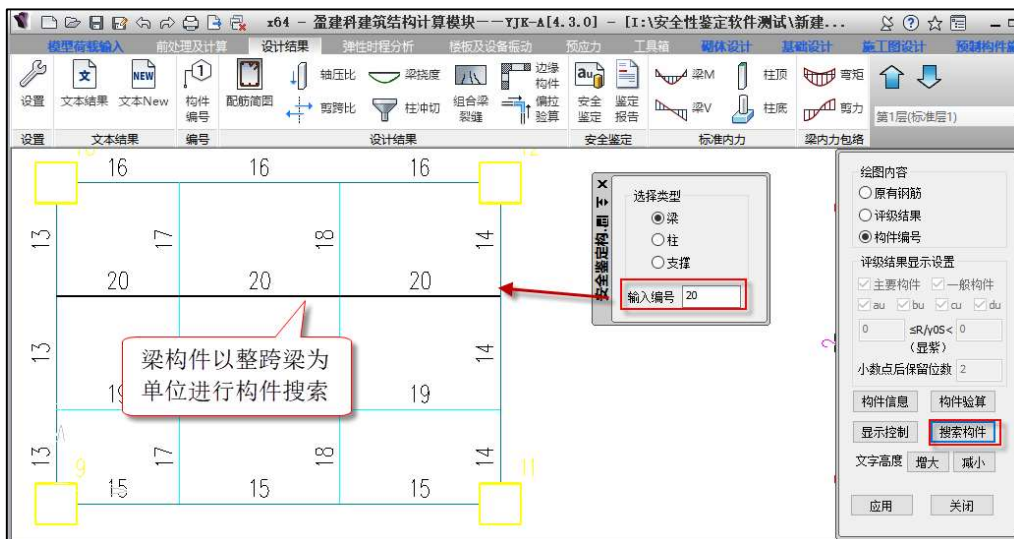 x64 - 盈建科建筑结构计算模块--YJK-A[4.3.0] - [I:\安全性鉴定软件测试\新建...
模型荷载输入 前处理及计算 设计结果 弹性时程分析 楼板及设备振动 预应力 工具箱 砌体设计 基础设计 施工图设计 预制构件施
设置 文本结果 文本New 构件编号 配筋简图 轴压比 梁挠度 组合梁裂缝 边缘构件 安全鉴定 鉴定报告 梁M 柱顶 弯矩
剪跨比 柱冲切 偏拉验算 梁V 柱底 剪力
第1层(标准层1)
设置 文本结果 编号 设计结果 安全鉴定 标准内力 梁内力包络
16 16 16
13 17 18 14
20 20 20
13 14
19 19
13 17 18 14
9 11
15 15 15
梁构件以整跨梁为
单位进行构件搜索
安全鉴定构.
选择类型
梁
柱
支撑
输入编号 20
绘图内容
原有钢筋
评级结果
构件编号
评级结果显示设置
主要构件 一般构件
au bu cu du
0 ≤R/γ0S< 0
(显紫)
小数点后保留位数 2
构件信息 构件验算
显示控制 搜索构件
文字高度 增大 减小
应用 关闭